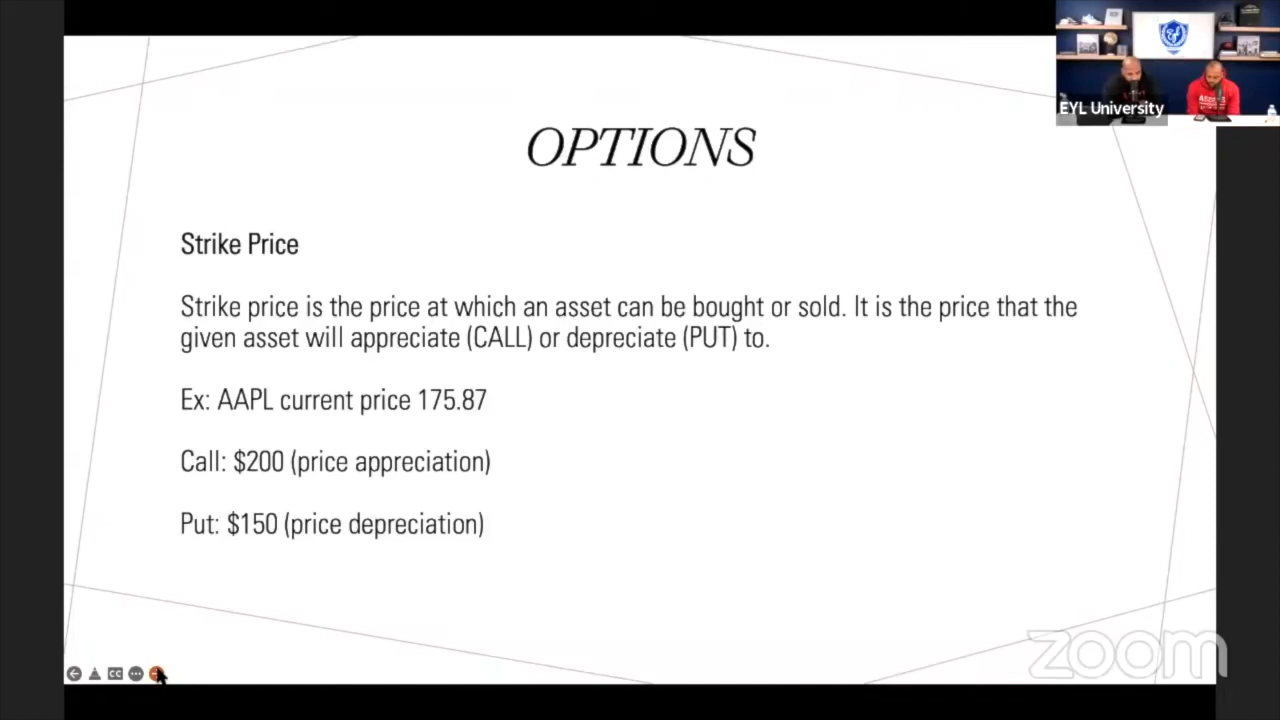 OPTIONS
EYL University
Strike Price
Strike price is the price at which an asset can be bought or sold. It is the price that the
given asset will appreciate (CALL) or depreciate (PUT) to.
Ex: AAPL current price 175.87
Call: $200 (price appreciation)
Put: $150 (price depreciation)
CC
zoom